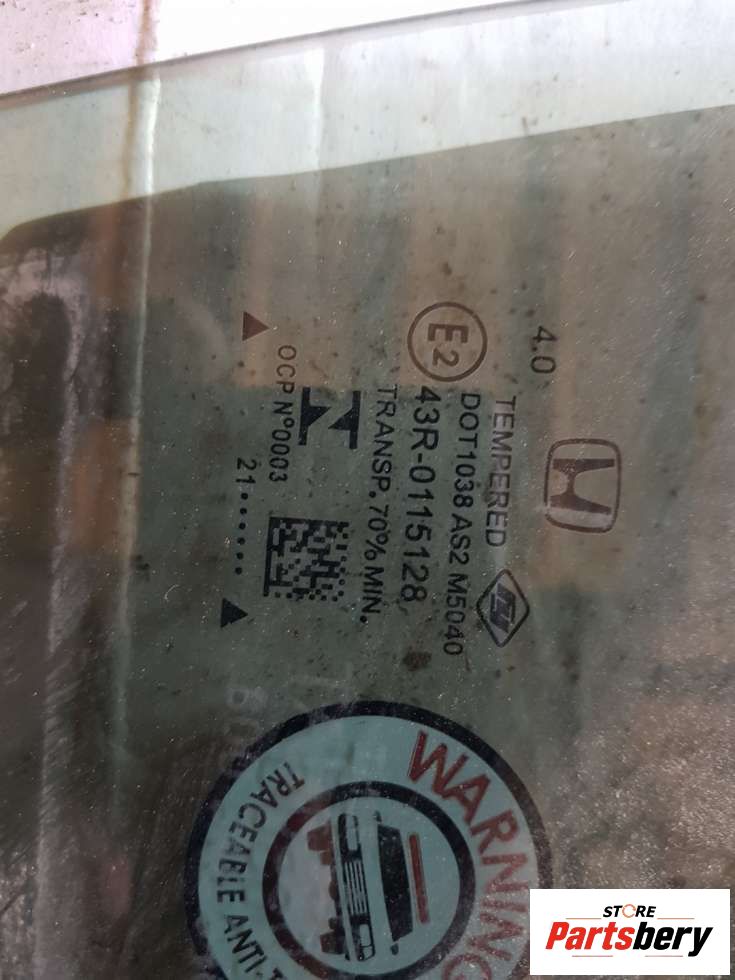 4.0
TEMPERED
DOT1038 AS2 M5040
E2
43R-0115128
TRANSP. 70% MIN.
OCP Nº0003
21······
WARNING
TRACEABLE ANTI-T
STORE
Partsbery